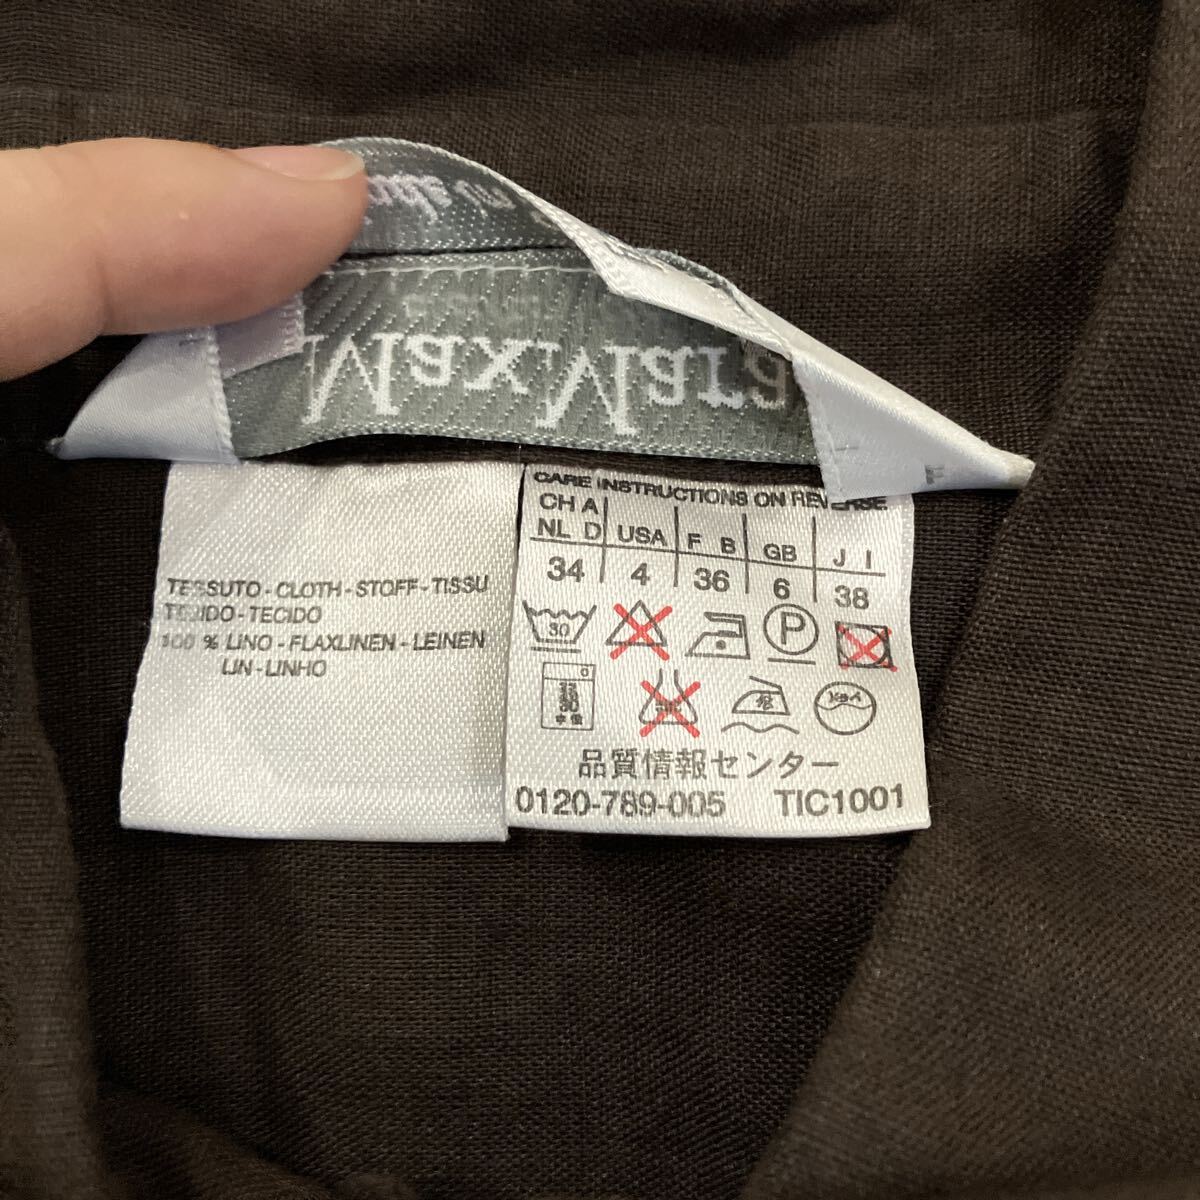 MaxMara
TESSUTO - CLOTH - STOFF - TISSU
TEJIDO - TECIDO
100 % LINO - FLAXLINEN - LEINEN
LIN - LINHO
CARE INSTRUCTIONS ON REVERSE
CH A
NL D USA F B GB J I
34 4 36 6 38
30 P
品質情報センター
0120-789-005 TIC1001